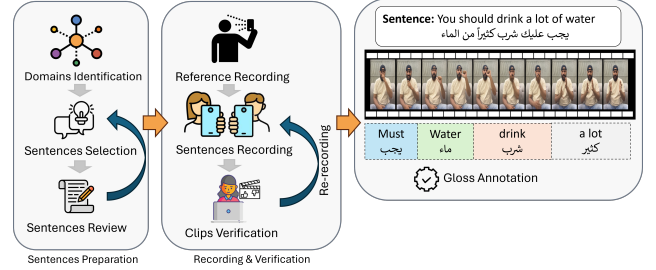 Domains Identification
Sentences Selection
Sentences Review
Sentences Preparation
Reference Recording
Sentences Recording
Re-recording
Clips Verification
Recording & Verification
Sentence: You should drink a lot of water
يجب عليك شرب كثيراً من الماء
Must Water drink a lot
يجب ماء شرب كثير
Gloss Annotation